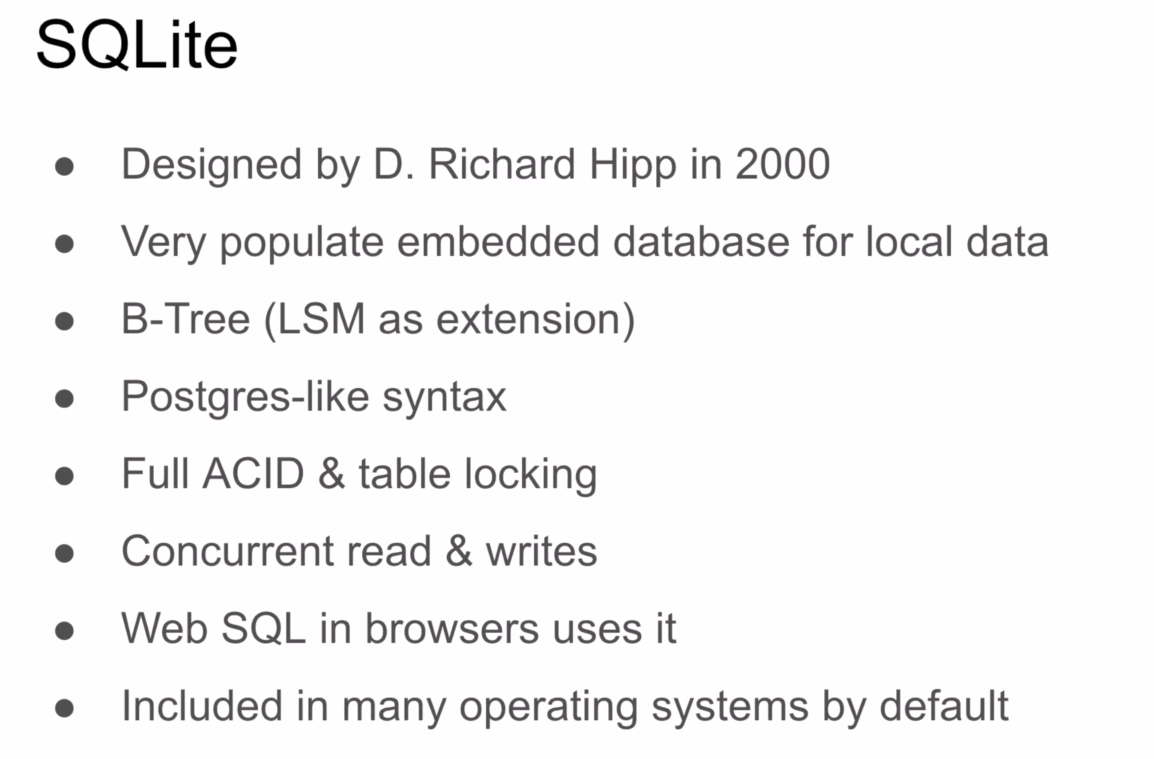 SQLite
● Designed by D. Richard Hipp in 2000
● Very populate embedded database for local data
● B-Tree (LSM as extension)
● Postgres-like syntax
● Full ACID & table locking
● Concurrent read & writes
● Web SQL in browsers uses it
● Included in many operating systems by default